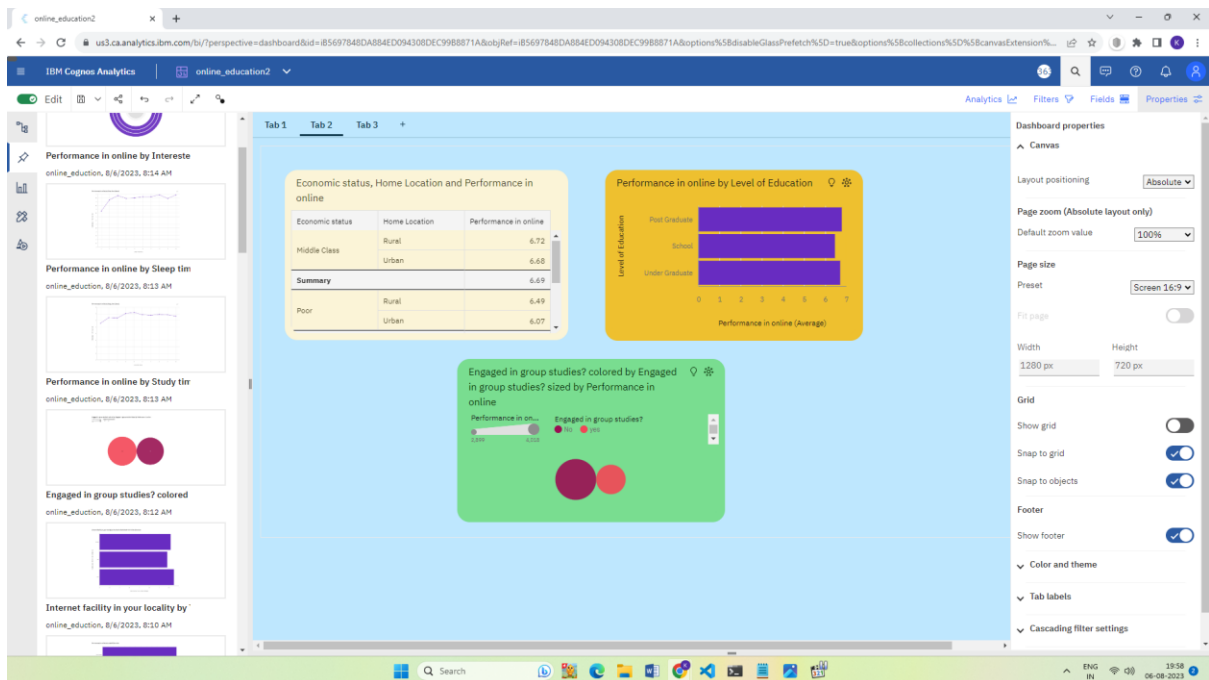 online_education2
us3.ca.analytics.ibm.com/bi/?perspective=dashboard&id=iB5697848DA884ED094308DEC99B8871A&objRef=iB5697848DA884ED094308DEC99B8871A&options%5BdisableGlassPrefetch%5D=true&options%5Bcollections%5D%5BcanvasExtension%...
K
IBM Cognos Analytics
online_education2
Edit
Analytics
Filters
Fields
Properties
Performance in online by Intereste
online_eduction, 8/6/2023, 8:14 AM
Performance in online by Sleep tim
online_eduction, 8/6/2023, 8:13 AM
Performance in online by Study tim
online_eduction, 8/6/2023, 8:13 AM
Engaged in group studies? colored
online_eduction, 8/6/2023, 8:12 AM
Internet facility in your locality by
online_eduction, 8/6/2023, 8:10 AM
Tab 1 Tab 2 Tab 3 +
Economic status, Home Location and Performance in
online
Economic status Home Location Performance in online
Middle Class
Rural 6.72
Urban 6.68
Summary 6.69
Poor
Rural 6.49
Urban 6.07
Performance in online by Level of Education
Level of Education
Post Graduate
School
Under Graduate
0 1 2 3 4 5 6 7
Performance in online (Average)
Engaged in group studies? colored by Engaged
in group studies? sized by Performance in
online
Performance in on...
Engaged in group studies?
No yes
Dashboard properties
Canvas
Layout positioning
Absolute
Page zoom (Absolute layout only)
Default zoom value
100%
Page size
Preset
Screen 16:9
Fit page
Width Height
1280 px 720 px
Grid
Show grid
Snap to grid
Snap to objects
Footer
Show footer
Color and theme
Tab labels
Cascading filter settings
Search
ENG
IN
19:58
06-08-2023
2